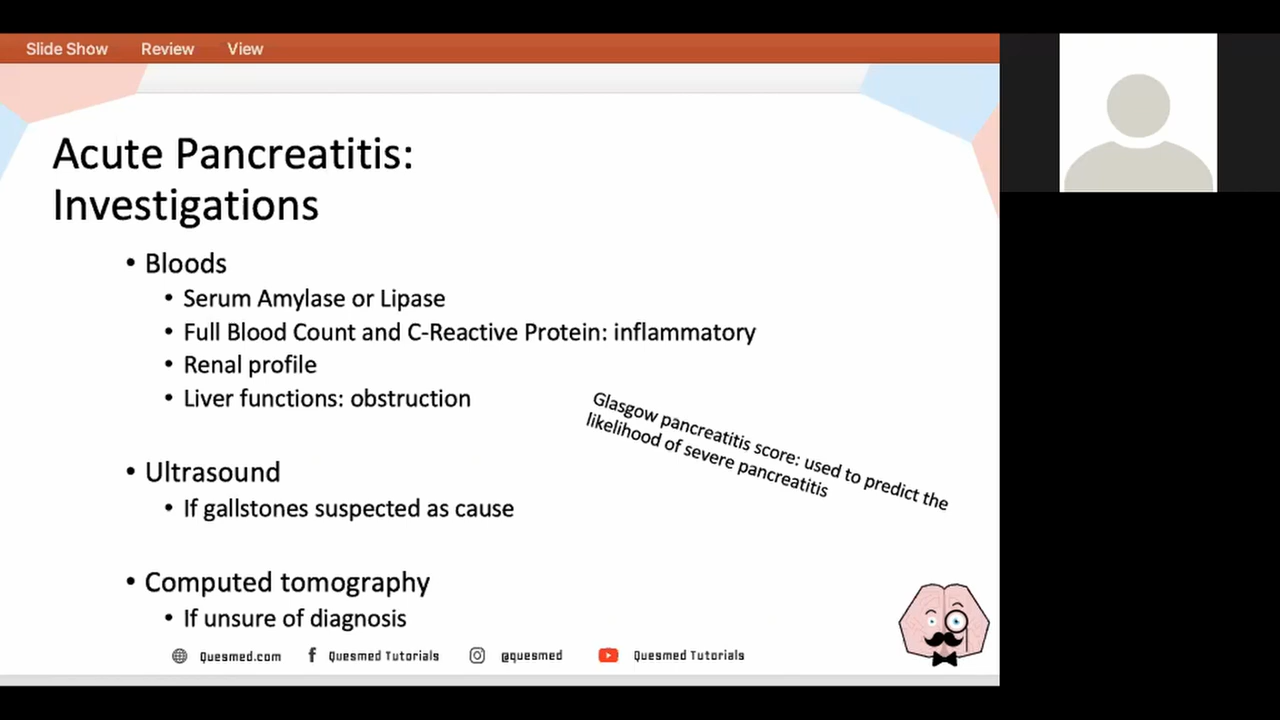 Slide Show Review View
Acute Pancreatitis:
Investigations
• Bloods
• Serum Amylase or Lipase
• Full Blood Count and C-Reactive Protein: inflammatory
• Renal profile
• Liver functions: obstruction
Glasgow pancreatitis score: used to predict the
likelihood of severe pancreatitis
• Ultrasound
• If gallstones suspected as cause
• Computed tomography
• If unsure of diagnosis
Quesmed.com Quesmed Tutorials @quesmed Quesmed Tutorials